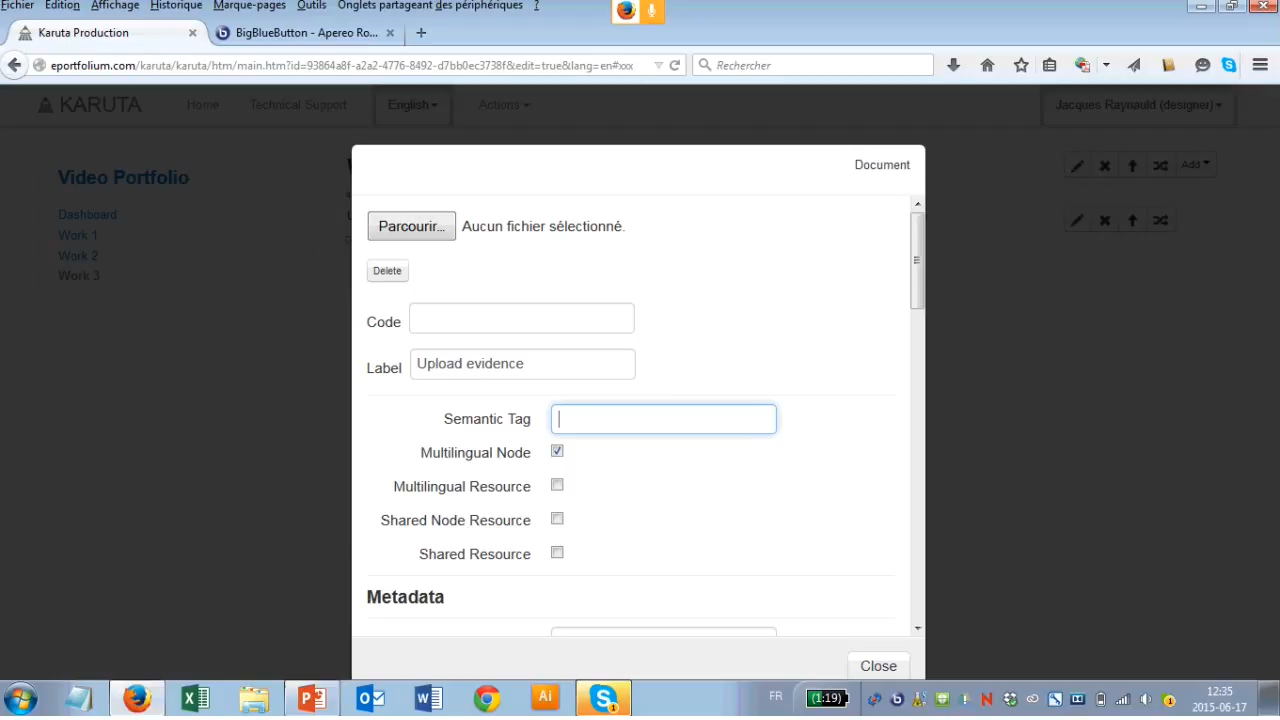 Fichier Edition Affichage Historique Marque-pages Outils Onglets partageant des périphériques ?
Karuta Production × BigBlueButton - Apereo Ro... × +
eportfolium.com/karuta/karuta/htm/main.htm?id=93864a8f-a2a2-4776-8492-d7bb0ec3738f&edit=true&lang=en#xxx Rechercher
KARUTA Home Technical Support English Actions Jacques Raynauld (designer)
Document
Video Portfolio
Add
Dashboard
Work 1
Work 2
Work 3
Parcourir... Aucun fichier sélectionné.
Delete
Code
Label Upload evidence
Semantic Tag
Multilingual Node
Multilingual Resource
Shared Node Resource
Shared Resource
Metadata
Close
FR (1:19) 12:35
2015-06-17